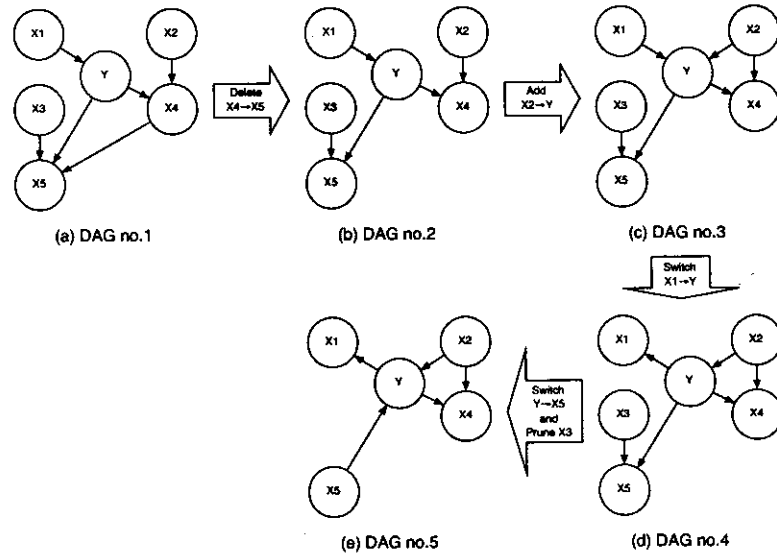 X1
X2
Y
X3
X4
X5
(a) DAG no.1
Delete
X4→X5
X1
X2
Y
X3
X4
X5
(b) DAG no.2
Add
X2→Y
X1
X2
Y
X3
X4
X5
(c) DAG no.3
Switch
X1→Y
X1
X2
Y
X3
X4
X5
(d) DAG no.4
Switch
Y→X5
and
Prune X3
X1
X2
Y
X4
X5
(e) DAG no.5